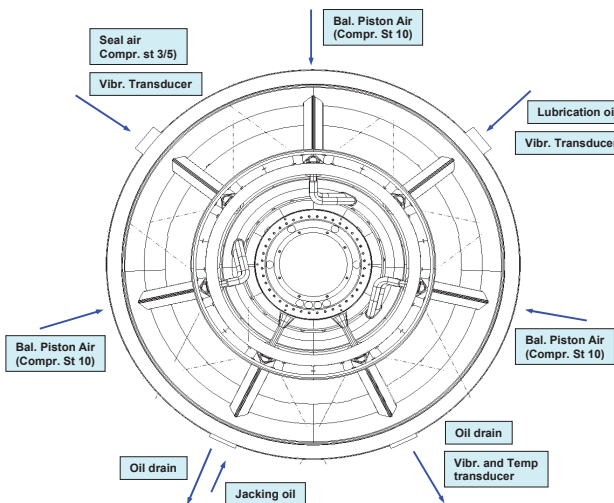 Seal air
Compr. st 3/5)
Vibr. Transducer
Bal. Piston Air
(Compr. St 10)
Lubrication oi
Vibr. Transducer
Bal. Piston Air
(Compr. St 10)
Bal. Piston Air
(Compr. St 10)
Oil drain
Jacking oil
Oil drain
Vibr. and Temp
transducer